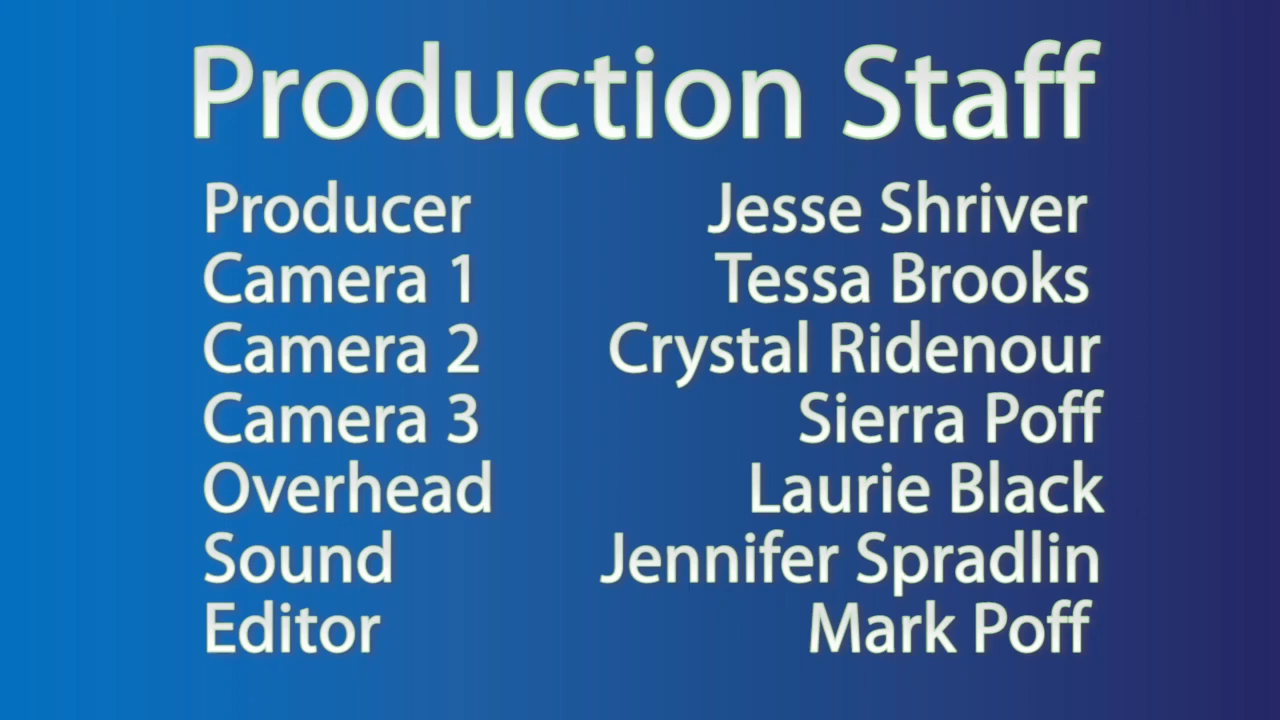 Production Staff
Producer Jesse Shriver
Camera 1 Tessa Brooks
Camera 2 Crystal Ridenour
Camera 3 Sierra Poff
Overhead Laurie Black
Sound Jennifer Spradlin
Editor Mark Poff